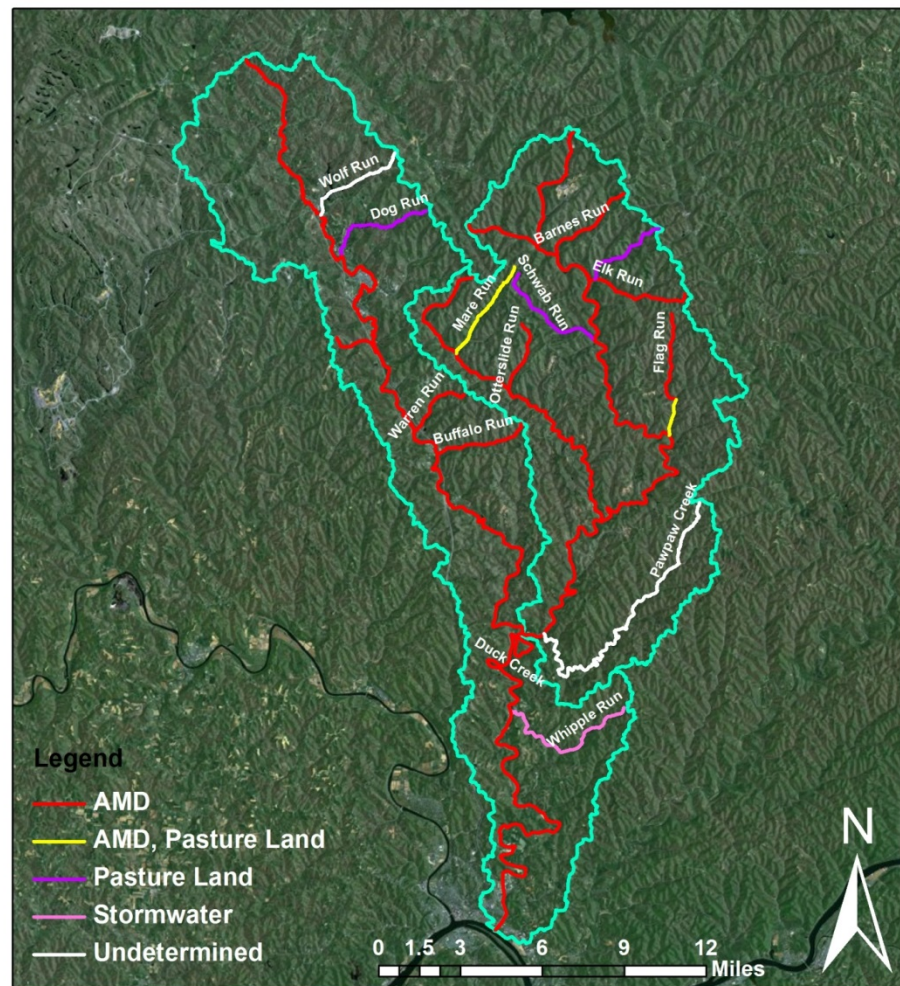 Wolf Run
Dog Run
Barnes Run
Elk Run
Schwab Run
Mare Run
Otterslide Run
Flag Run
Warren Run
Buffalo Run
Pawpaw Creek
Duck Creek
Whipple Run
Legend
AMD
AMD, Pasture Land
Pasture Land
Stormwater
Undetermined
N
0 1.5 3 6 9 12
Miles